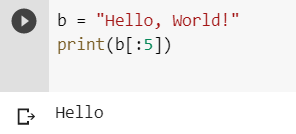 b = "Hello, World!"
print(b[:5])
Hello